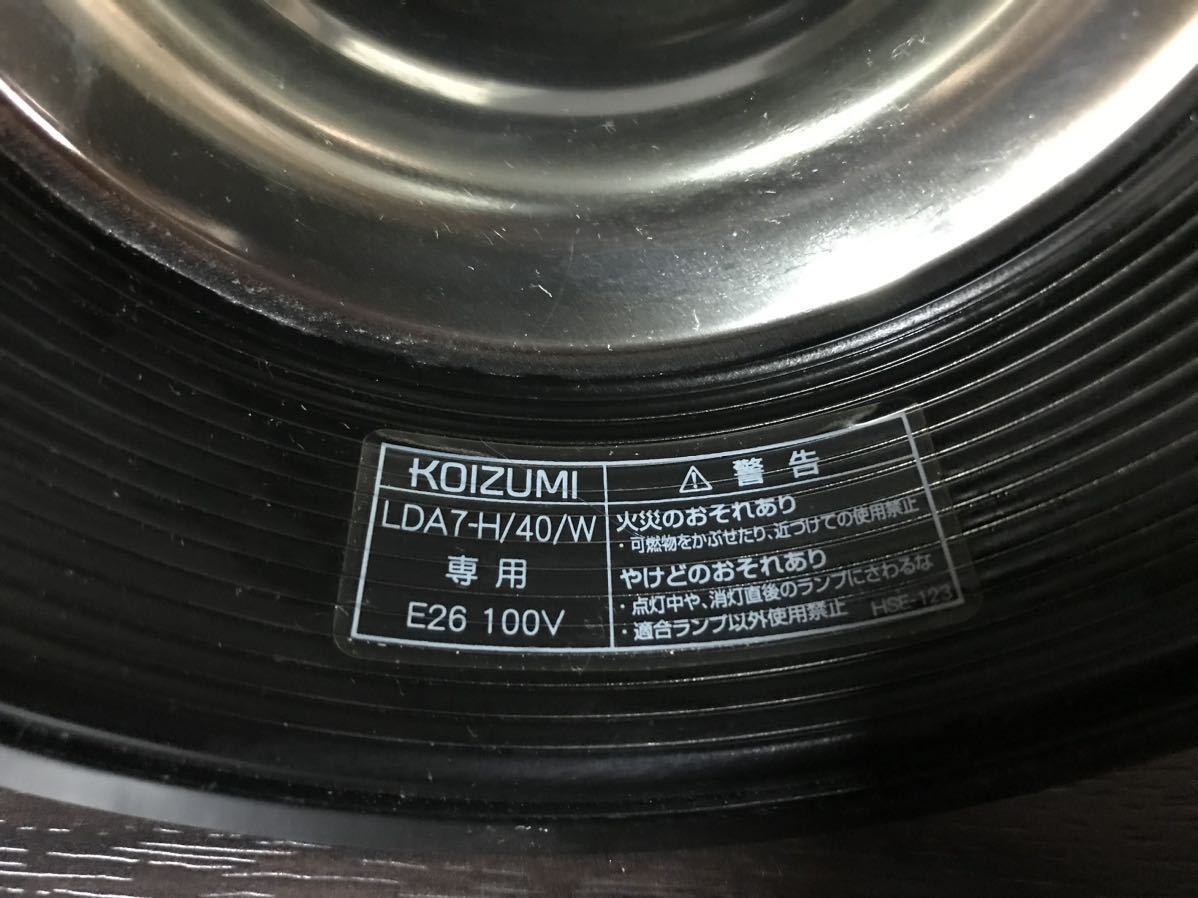 KOIZUMI
LDA7-H/40/W
専用
E26 100V
⚠ 警告
火災のおそれあり
・可燃物をかぶせたり、近づけての使用禁止
やけどのおそれあり
・点灯中や、消灯直後のランプにさわるな
・適合ランプ以外使用禁止 HSE-123